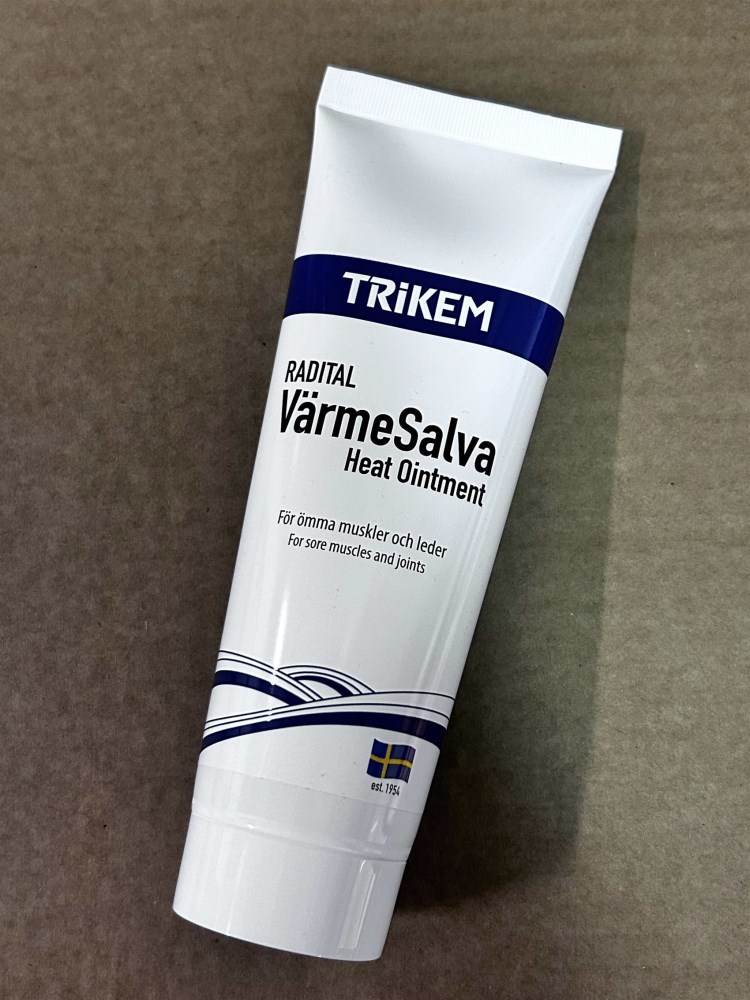 TRiKEM
RADITAL
VärmeSalva
Heat Ointment
För ömma muskler och leder
For sore muscles and joints
est. 1954